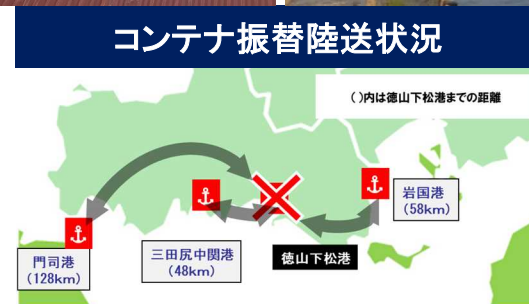 コンテナ振替陸送状況
( )内は徳山下松港までの距離
岩国港
(58km)
三田尻中関港
(48km)
徳山下松港
門司港
(128km)